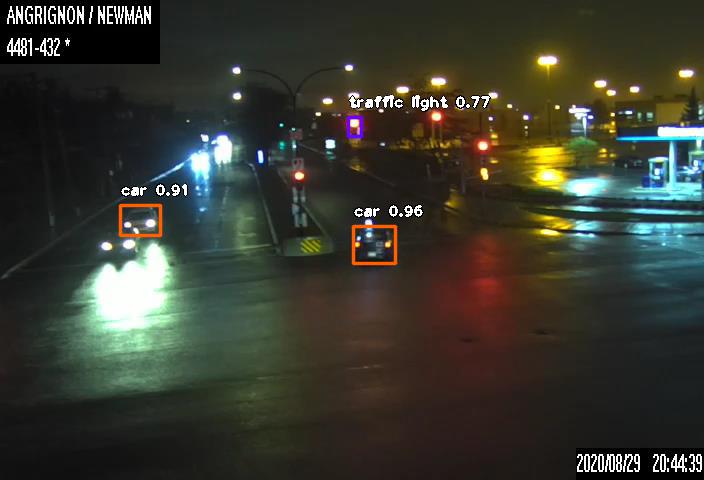 ANGRIGNON / NEWMAN
4481-432 *
traffic light 0.77
car 0.91
car 0.96
2020/08/29 20:44:39